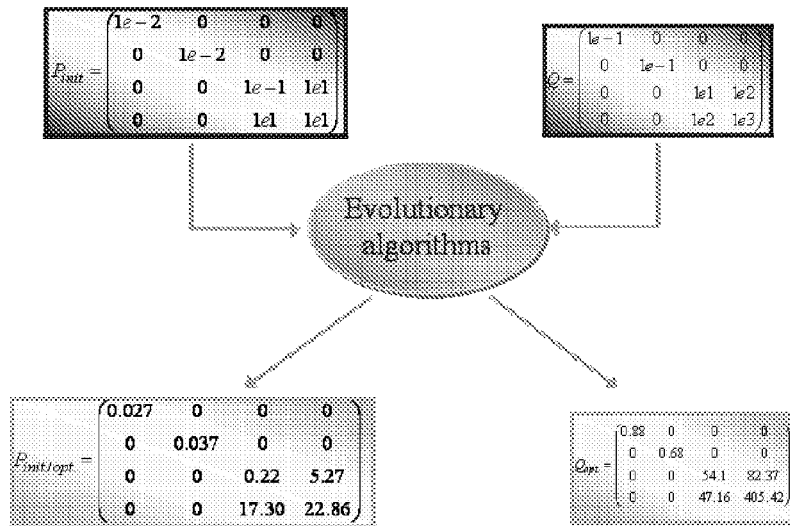 P_init =
1e−2 0 0 0
0 1e−2 0 0
0 0 1e−1 1e1
0 0 1e1 1e1
Q =
1e−1 0 0 0
0 1e−1 0 0
0 0 1e1 1e2
0 0 1e2 1e3
Evolutionary
algorithms
P_init/opt =
0.027 0 0 0
0 0.037 0 0
0 0 0.22 5.27
0 0 17.30 22.86
Q_opt =
0.88 0 0 0
0 0.68 0 0
0 0 54.1 82.37
0 0 47.16 405.42